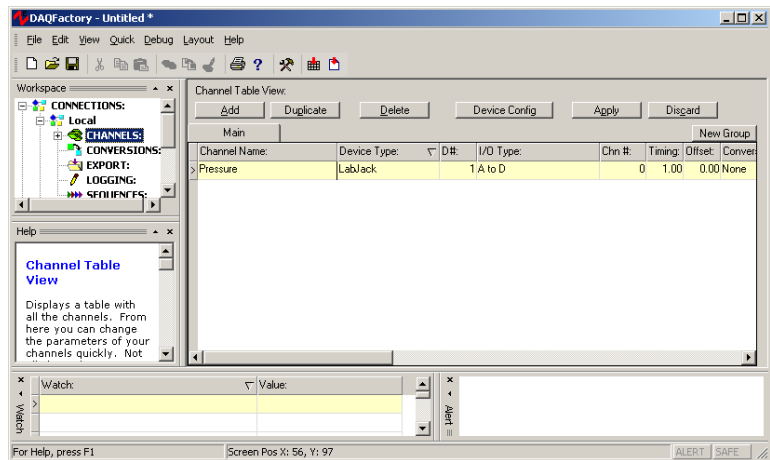 DAQFactory - Untitled *
File Edit View Quick Debug Layout Help
Workspace
CONNECTIONS:
Local
CHANNELS:
CONVERSIONS:
EXPORT:
LOGGING:
SEQUENCES:
Channel Table View:
Add Duplicate Delete Device Config Apply Discard
Main New Group
Channel Name: Device Type: D#: I/O Type: Chn #: Timing: Offset: Conver
Pressure LabJack 1 A to D 0 1.00 0.00 None
Help
Channel Table
View
Displays a table with
all the channels. From
here you can change
the parameters of your
channels quickly. Not
Watch: Value:
Watch
Alert
For Help, press F1 Screen Pos X: 56, Y: 97 ALERT SAFE